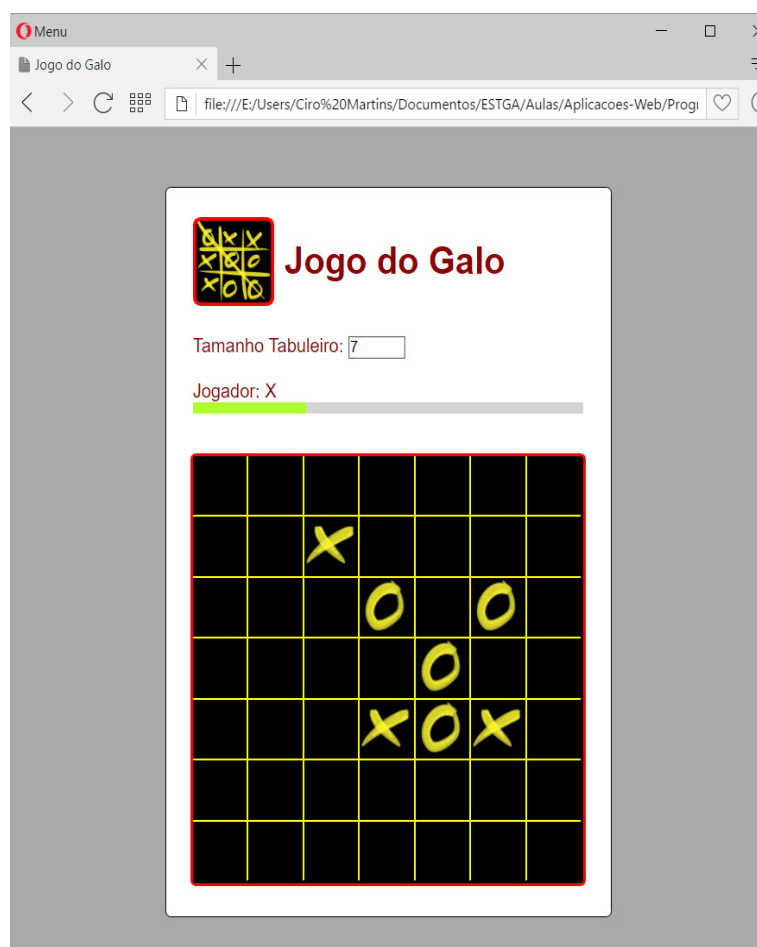 Menu
Jogo do Galo
file:///E:/Users/Ciro%20Martins/Documentos/ESTGA/Aulas/Aplicacoes-Web/Progr
Jogo do Galo
Tamanho Tabuleiro: 7
Jogador: X
X
O O
O
X O X